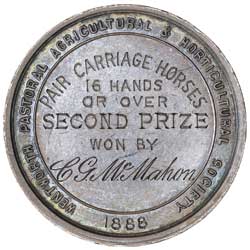 WENTWORTH PASTORAL AGRICULTURAL & HORTICULTURAL SOCIETY
PAIR CARRIAGE HORSES
16 HANDS
OR OVER
SECOND PRIZE
WON BY
C. G. McMahon
1888